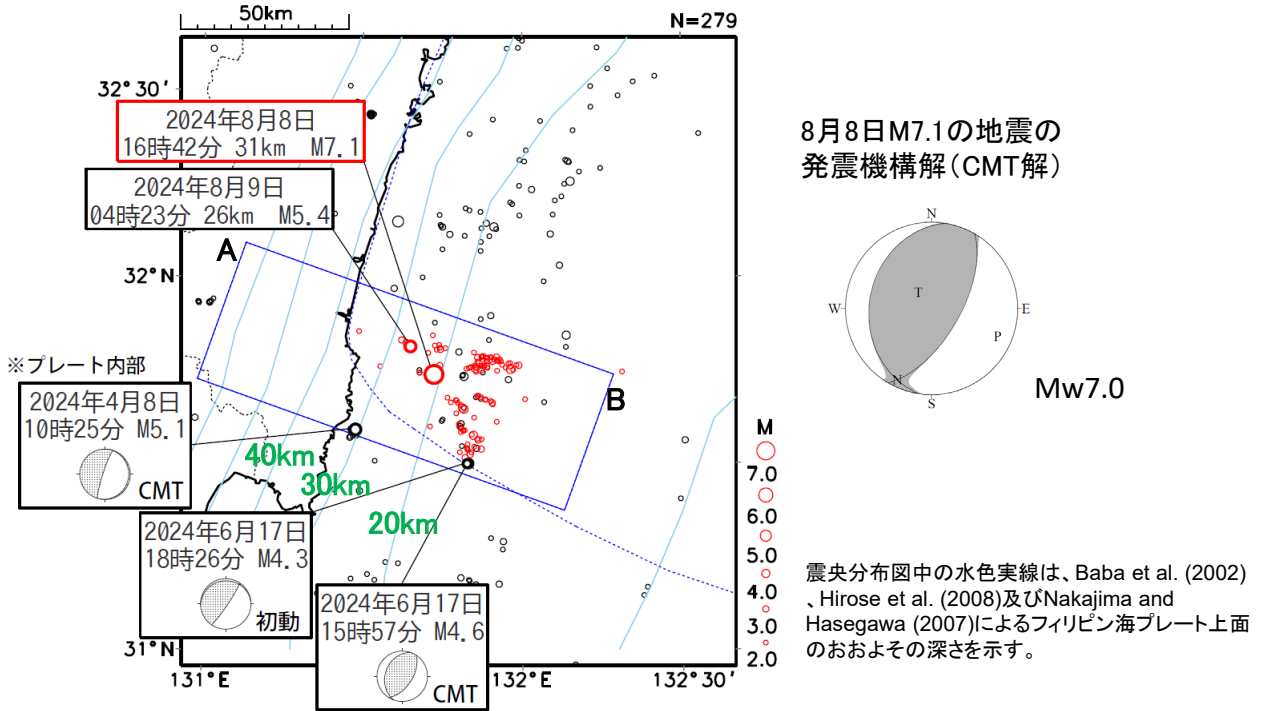 50km
N=279
32°30'
2024年8月8日
16時42分 31km M7.1
2024年8月9日
04時23分 26km M5.4
A
32°N
※プレート内部
2024年4月8日
10時25分 M5.1
CMT
B
40km
30km
20km
2024年6月17日
18時26分 M4.3
初動
2024年6月17日
15時57分 M4.6
CMT
31°N
131°E
132°E
132°30'
M
7.0
6.0
5.0
4.0
3.0
2.0
8月8日M7.1の地震の
発震機構解(CMT解)
N
T
W
E
P
N
S
Mw7.0
震央分布図中の水色実線は、Baba et al. (2002)
、Hirose et al. (2008)及びNakajima and
Hasegawa (2007)によるフィリピン海プレート上面
のおおよその深さを示す。